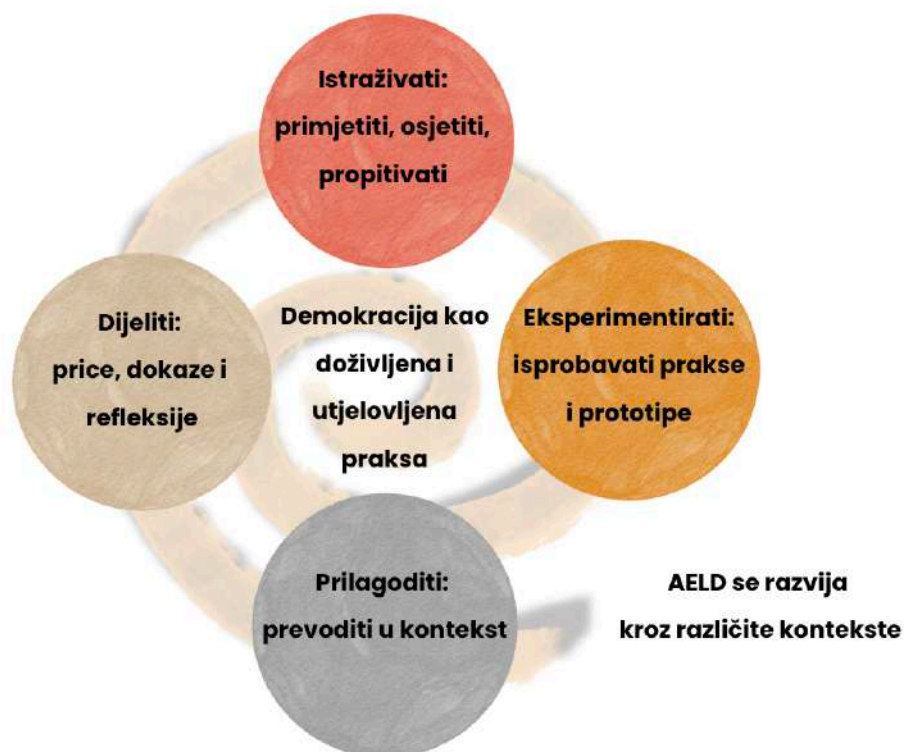 Istraživati:
primjetiti, osjetiti,
propitivati
Dijeliti:
price, dokaze i
refleksije
Demokracija kao
doživljena i
utjelovljena
praksa
Eksperimentirati:
isprobavati prakse
i prototipe
Prilagoditi:
prevoditi u kontekst
AELD se razvija
kroz različite kontekste